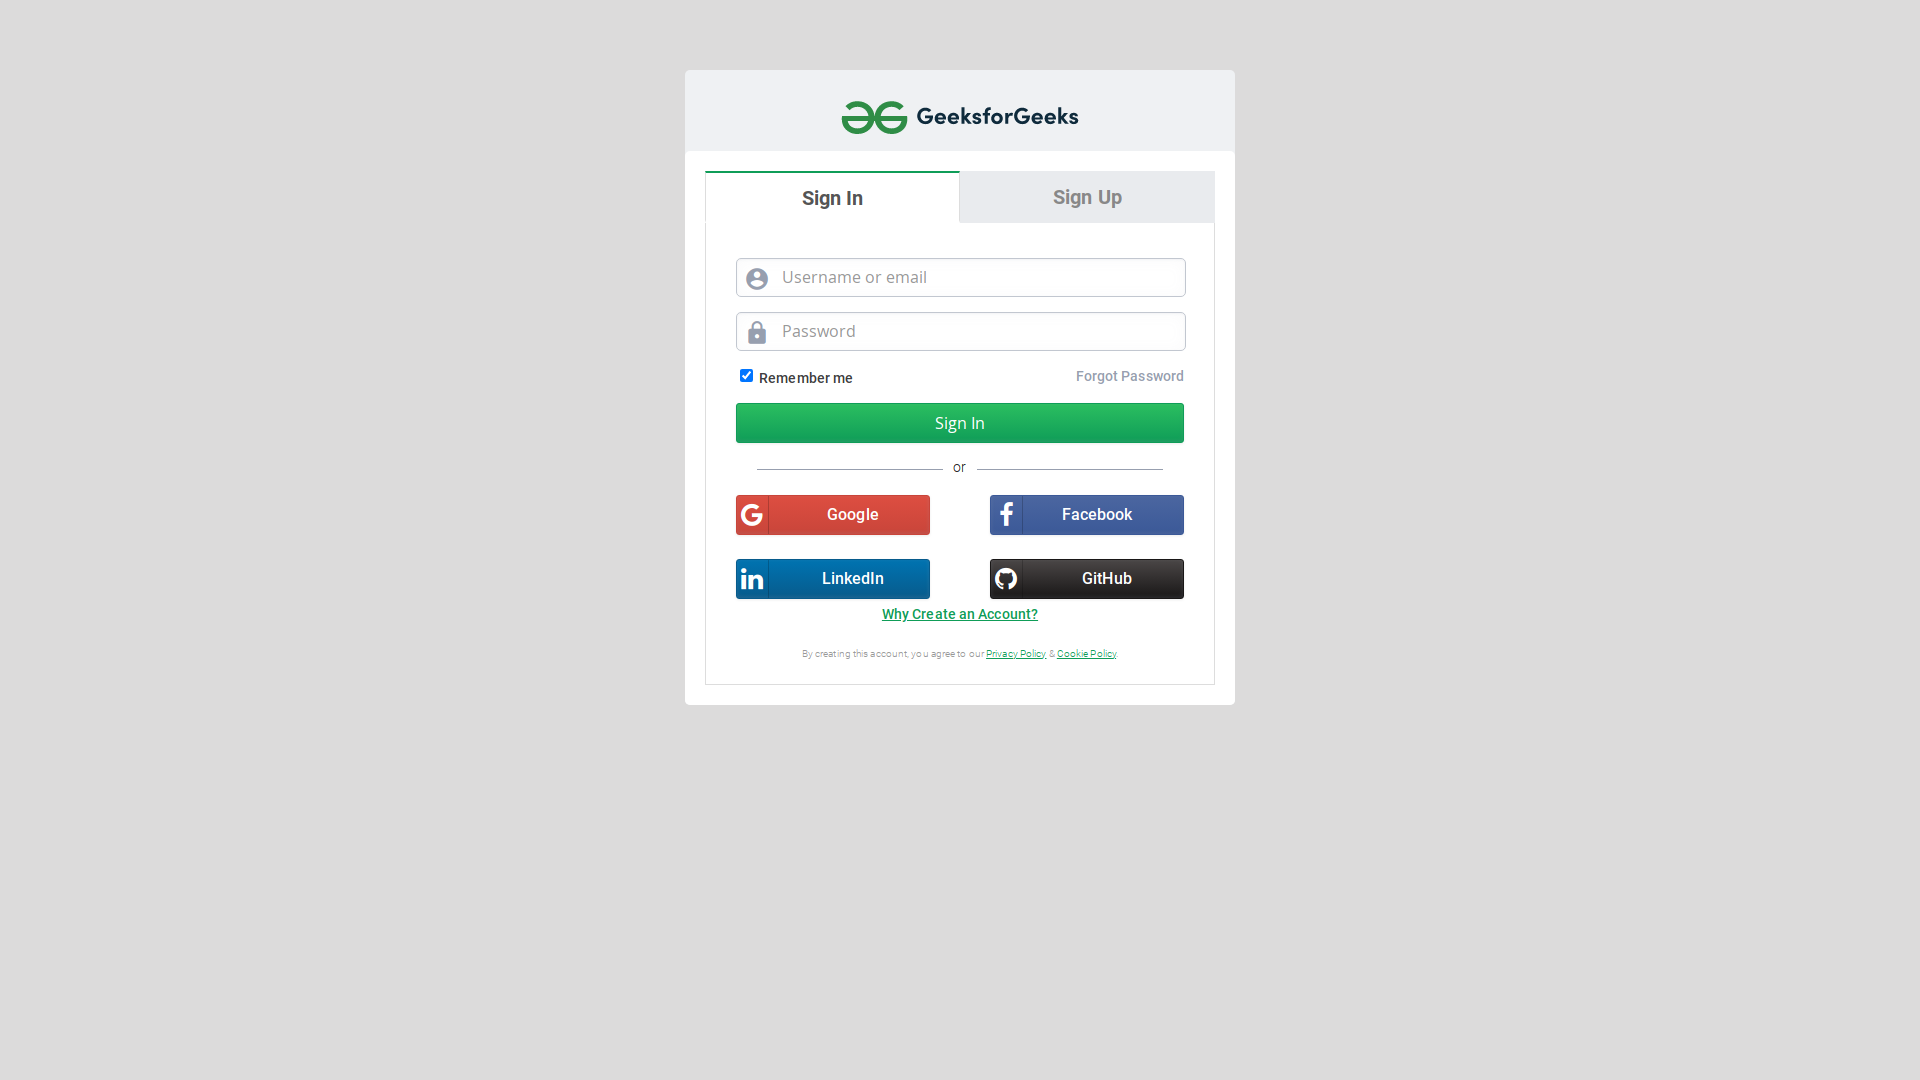 GeeksforGeeks
Sign In
Sign Up
Username or email
Password
Remember me
Forgot Password
Sign In
or
Google
Facebook
LinkedIn
GitHub
Why Create an Account?
By creating this account, you agree to our Privacy Policy & Cookie Policy.